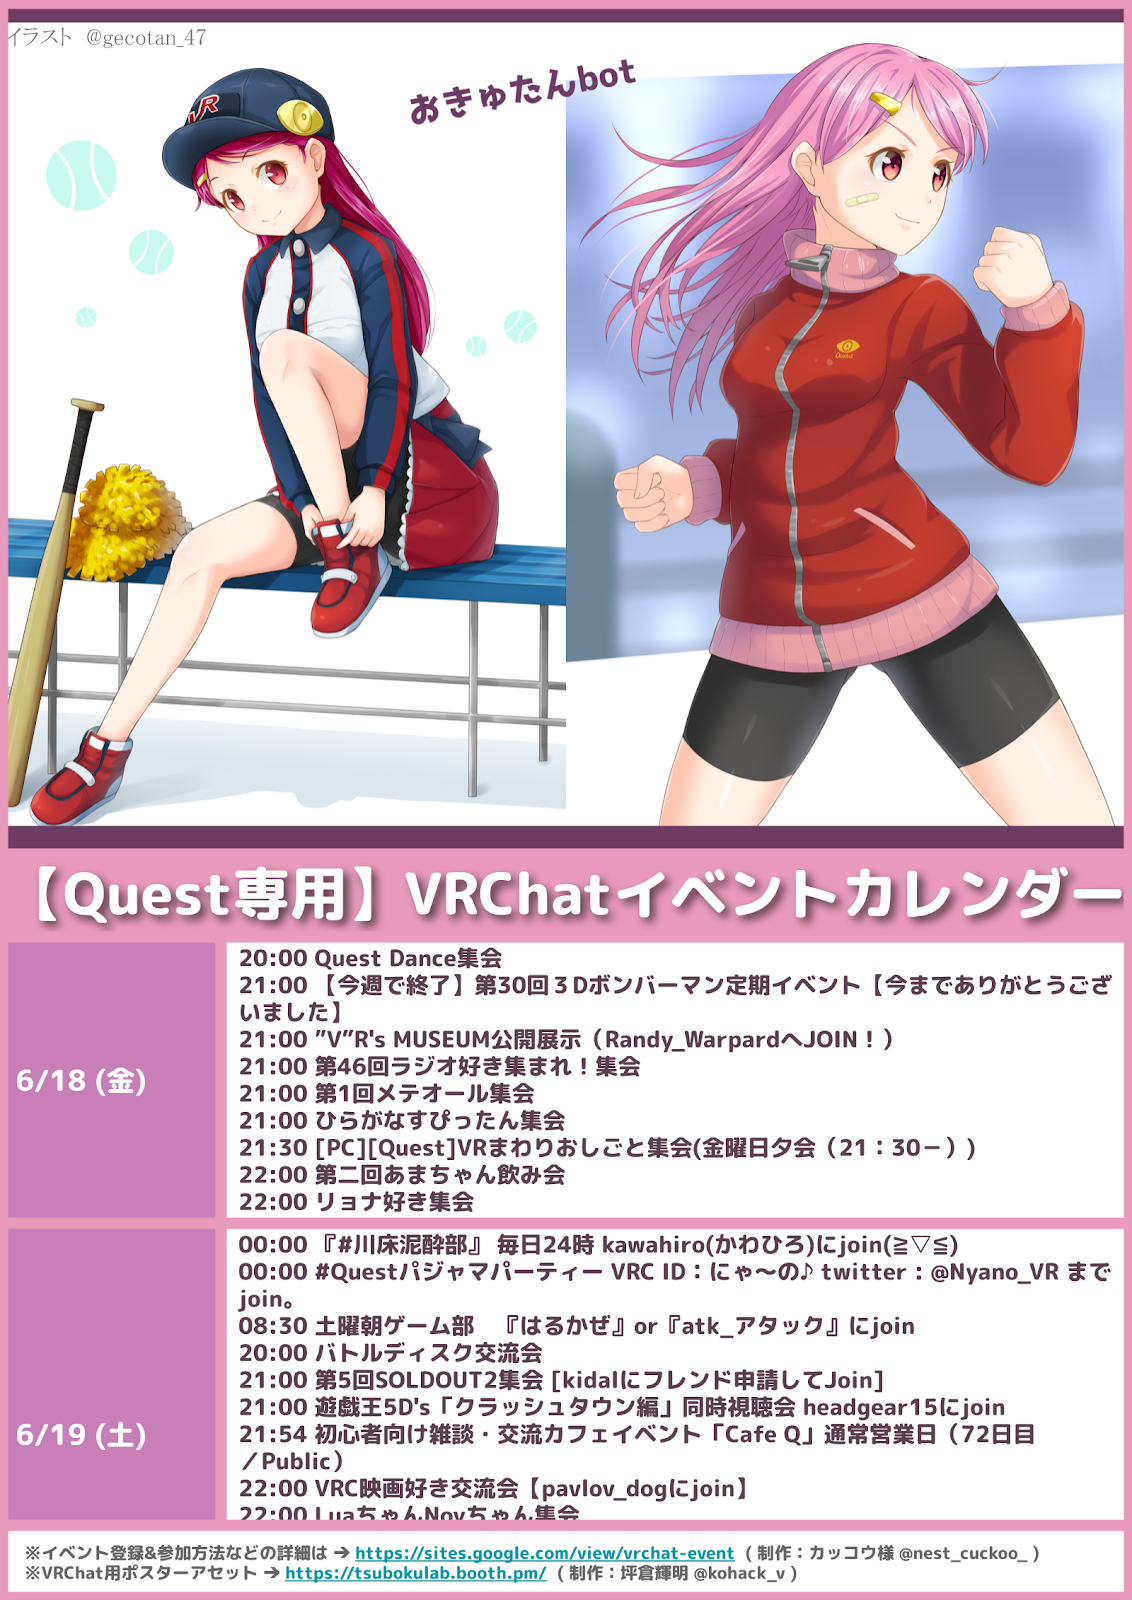 イラスト　@gecotan_47
おきゅたんbot
VR
Quest
【Quest専用】VRChatイベントカレンダー
6/18 (金)
20:00 Quest Dance集会
21:00 【今週で終了】第30回３Dボンバーマン定期イベント【今までありがとうござ
いました】
21:00 ”V”R's MUSEUM公開展示（Randy_WarpardへJOIN！）
21:00 第46回ラジオ好き集まれ！集会
21:00 第1回メテオール集会
21:00 ひらがなすぴったん集会
21:30 [PC][Quest]VRまわりおしごと集会(金曜日夕会（21：30－）)
22:00 第二回あまちゃん飲み会
22:00 リョナ好き集会
6/19 (土)
00:00 『#川床泥酔部』 毎日24時 kawahiro(かわひろ)にjoin(≧▽≦)
00:00 #Questパジャマパーティー VRC ID：にゃ～の♪ twitter : @Nyano_VR まで
join。
08:30 土曜朝ゲーム部　『はるかぜ』or『atk_アタック』にjoin
20:00 バトルディスク交流会
21:00 第5回SOLDOUT2集会 [kidalにフレンド申請してJoin]
21:00 遊戯王5D's「クラッシュタウン編」同時視聴会 headgear15にjoin
21:54 初心者向け雑談・交流カフェイベント「Cafe Q」通常営業日（72日目
／Public）
22:00 VRC映画好き交流会【pavlov_dogにjoin】
22:00 LuaちゃんNovちゃん集会
※イベント登録&参加方法などの詳細は ➔ https://sites.google.com/view/vrchat-event （ 制作：カッコウ様 @nest_cuckoo_ ）
※VRChat用ポスターアセット ➔ https://tsubokulab.booth.pm/ （ 制作：坪倉輝明 @kohack_v ）